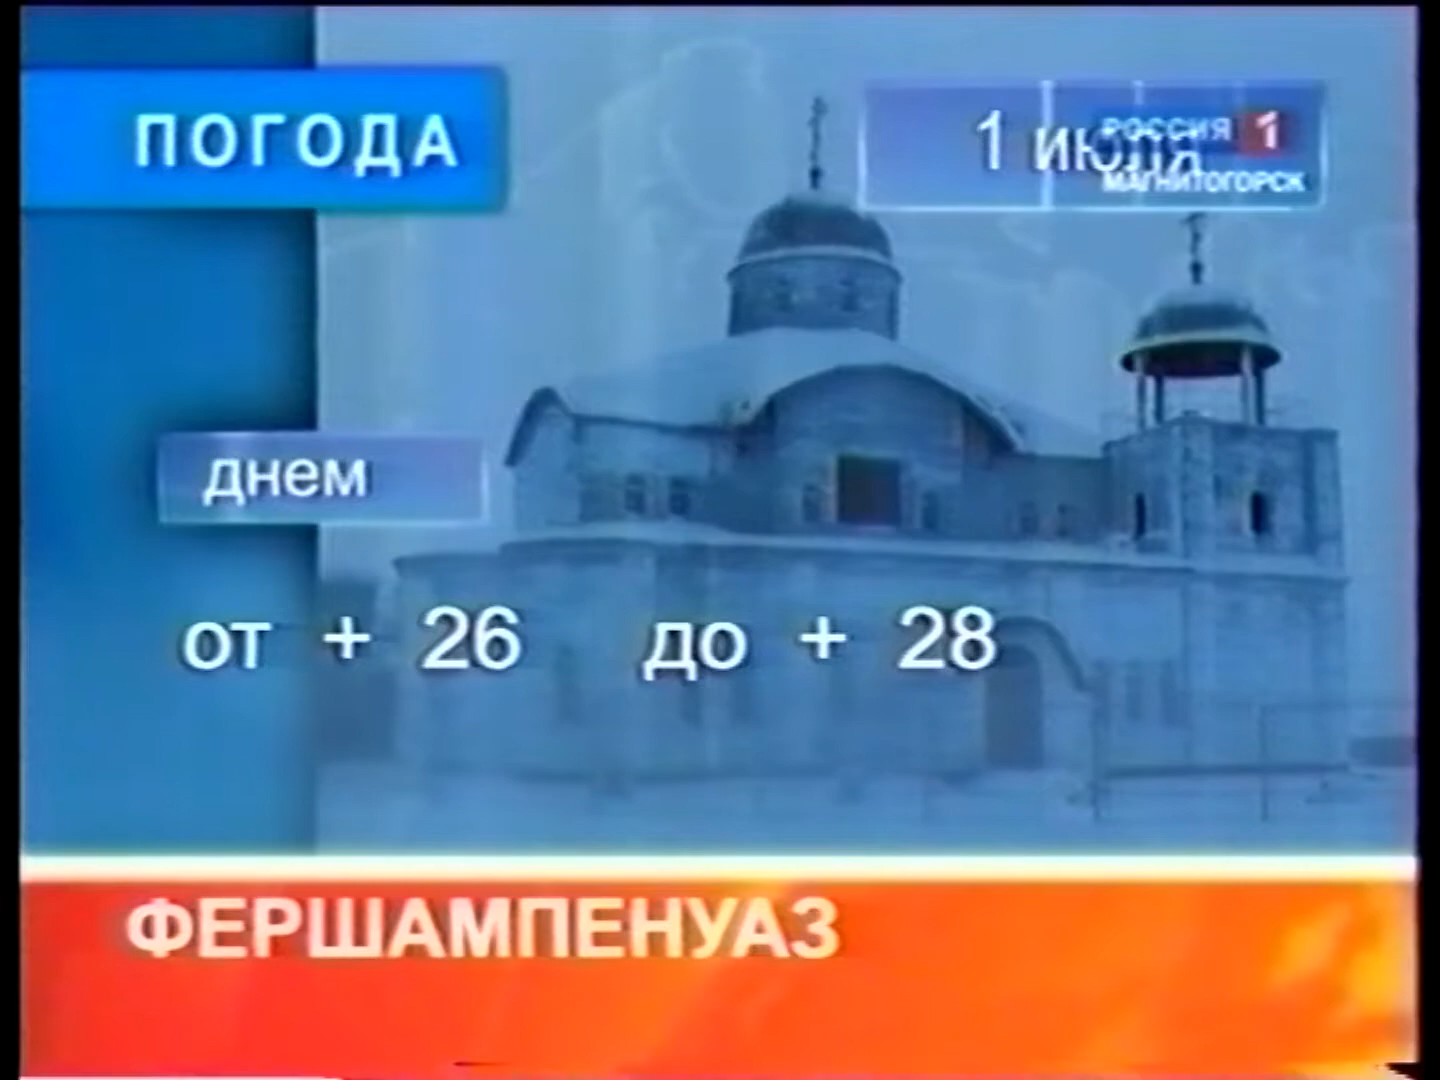 ПОГОДА
1 июля
РОССИЯ 1
МАГНИТОГОРСК
днем
от + 26 до + 28
ФЕРШАМПЕНУАЗ